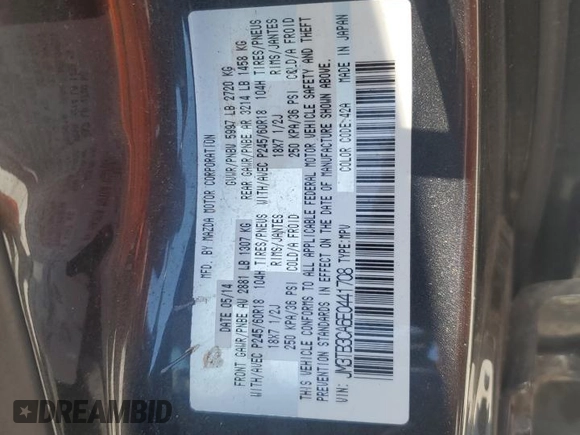 MFD. BY MAZDA MOTOR CORPORATION
DATE 05/14 GVWR/PNBV 5997 LB 2720 KG
FRONT GAWR/PNBE AV 2881 LB 1307 KG REAR GAWR/PNBE AR 3214 LB 1458 KG
WITH/AVEC P245/60R18 104H TIRES/PNEUS WITH/AVEC P245/60R18 104H TIRES/PNEUS
18X7 1/2J RIMS/JANTES 18X7 1/2J RIMS/JANTES
250 KPA/36 PSI COLD/A FROID 250 KPA/36 PSI COLD/A FROID
THIS VEHICLE CONFORMS TO ALL APPLICABLE FEDERAL MOTOR VEHICLE SAFETY AND THEFT
PREVENTION STANDARDS IN EFFECT ON THE DATE OF MANUFACTURE SHOWN ABOVE.
COLOR CODE:42A MADE IN JAPAN
VIN: JM3TB3CA6E0441708 TYPE:MPV
AUTOBIDMASTER